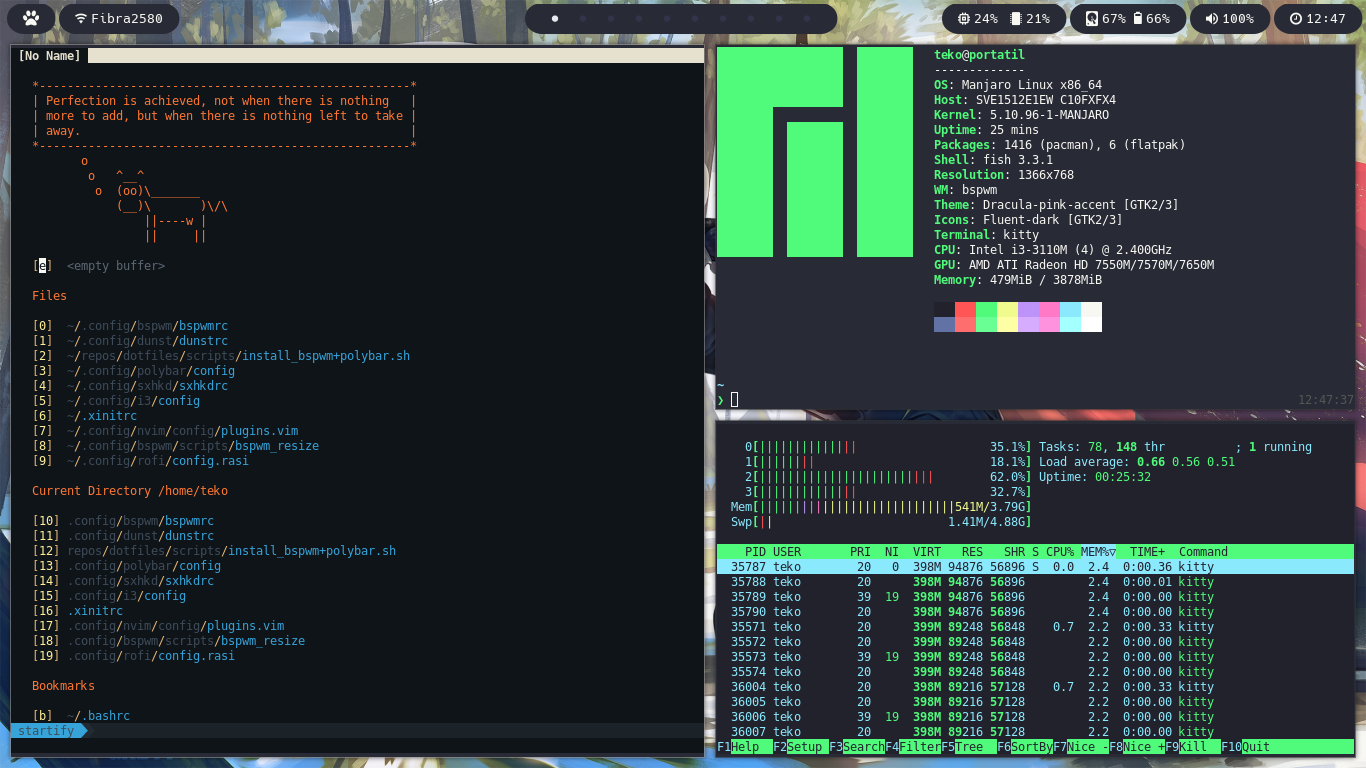 Fibra2580
24% 21%
67% 66%
100%
12:47
[No Name]
*-----------------------------------------------------*
| Perfection is achieved, not when there is nothing   |
| more to add, but when there is nothing left to take |
| away.                                               |
*-----------------------------------------------------*
       o
        o   ^__^
         o  (oo)\_______
            (__)\       )\/\
                ||----w |
                ||     ||
[e]  <empty buffer>
Files
[0]  ~/.config/bspwm/bspwmrc
[1]  ~/.config/dunst/dunstrc
[2]  ~/repos/dotfiles/scripts/install_bspwm+polybar.sh
[3]  ~/.config/polybar/config
[4]  ~/.config/sxhkd/sxhkdrc
[5]  ~/.config/i3/config
[6]  ~/.xinitrc
[7]  ~/.config/nvim/config/plugins.vim
[8]  ~/.config/bspwm/scripts/bspwm_resize
[9]  ~/.config/rofi/config.rasi
Current Directory /home/teko
[10] .config/bspwm/bspwmrc
[11] .config/dunst/dunstrc
[12] repos/dotfiles/scripts/install_bspwm+polybar.sh
[13] .config/polybar/config
[14] .config/sxhkd/sxhkdrc
[15] .config/i3/config
[16] .xinitrc
[17] .config/nvim/config/plugins.vim
[18] .config/bspwm/scripts/bspwm_resize
[19] .config/rofi/config.rasi
Bookmarks
[b]  ~/.bashrc
startify
teko@portatil
-------------
OS: Manjaro Linux x86_64
Host: SVE1512E1EW C10FXFX4
Kernel: 5.10.96-1-MANJARO
Uptime: 25 mins
Packages: 1416 (pacman), 6 (flatpak)
Shell: fish 3.3.1
Resolution: 1366x768
WM: bspwm
Theme: Dracula-pink-accent [GTK2/3]
Icons: Fluent-dark [GTK2/3]
Terminal: kitty
CPU: Intel i3-3110M (4) @ 2.400GHz
GPU: AMD ATI Radeon HD 7550M/7570M/7650M
Memory: 479MiB / 3878MiB
~
❯ 12:47:37
0[||||||||||||||                   35.1%] Tasks: 78, 148 thr          ; 1 running
1[||||||||                         18.1%] Load average: 0.66 0.56 0.51
2[|||||||||||||||||||||||||        62.0%] Uptime: 00:25:32
3[||||||||||||||                   32.7%]
Mem[||||||||||||||||||||||||||||541M/3.79G]
Swp[||                         1.41M/4.88G]
PID USER       PRI  NI  VIRT   RES   SHR S CPU% MEM%▽  TIME+  Command
35787 teko       20   0  398M 94876 56896 S  0.0  2.4  0:00.36 kitty
35788 teko       20      398M 94876 56896         2.4  0:00.01 kitty
35789 teko       39  19  398M 94876 56896         2.4  0:00.00 kitty
35790 teko       20      398M 94876 56896         2.4  0:00.00 kitty
35571 teko       20      399M 89248 56848    0.7  2.2  0:00.33 kitty
35572 teko       20      399M 89248 56848         2.2  0:00.00 kitty
35573 teko       39  19  399M 89248 56848         2.2  0:00.00 kitty
35574 teko       20      399M 89248 56848         2.2  0:00.00 kitty
36004 teko       20      398M 89216 57128    0.7  2.2  0:00.33 kitty
36005 teko       20      398M 89216 57128         2.2  0:00.00 kitty
36006 teko       39  19  398M 89216 57128         2.2  0:00.00 kitty
36007 teko       20      398M 89216 57128         2.2  0:00.00 kitty
F1Help  F2Setup F3SearchF4FilterF5Tree  F6SortByF7Nice -F8Nice +F9Kill  F10Quit